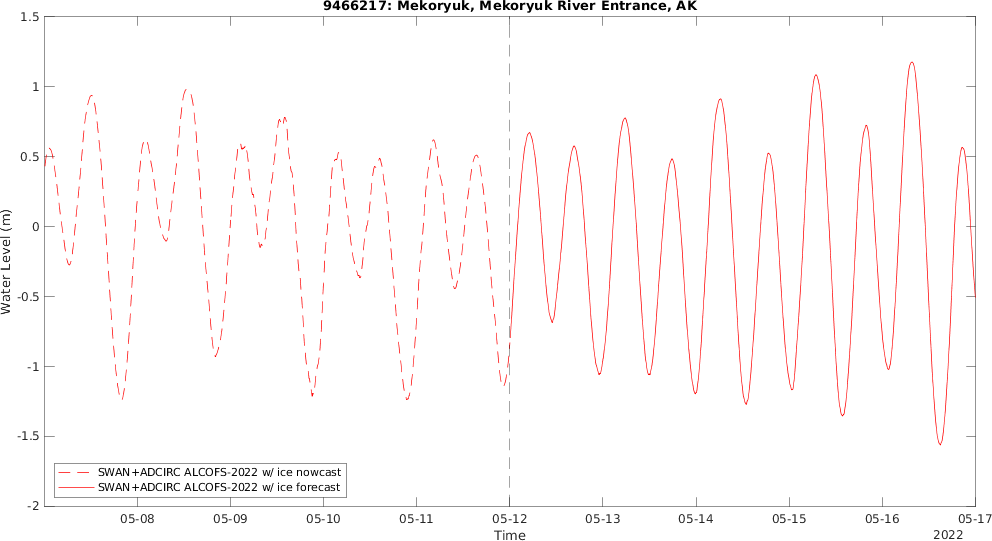 9466217: Mekoryuk, Mekoryuk River Entrance, AK
1.5
1
0.5
0
-0.5
-1
-1.5
-2
Water Level (m)
SWAN+ADCIRC ALCOFS-2022 w/ ice nowcast
SWAN+ADCIRC ALCOFS-2022 w/ ice forecast
05-08 05-09 05-10 05-11 05-12 05-13 05-14 05-15 05-16 05-17
Time
2022